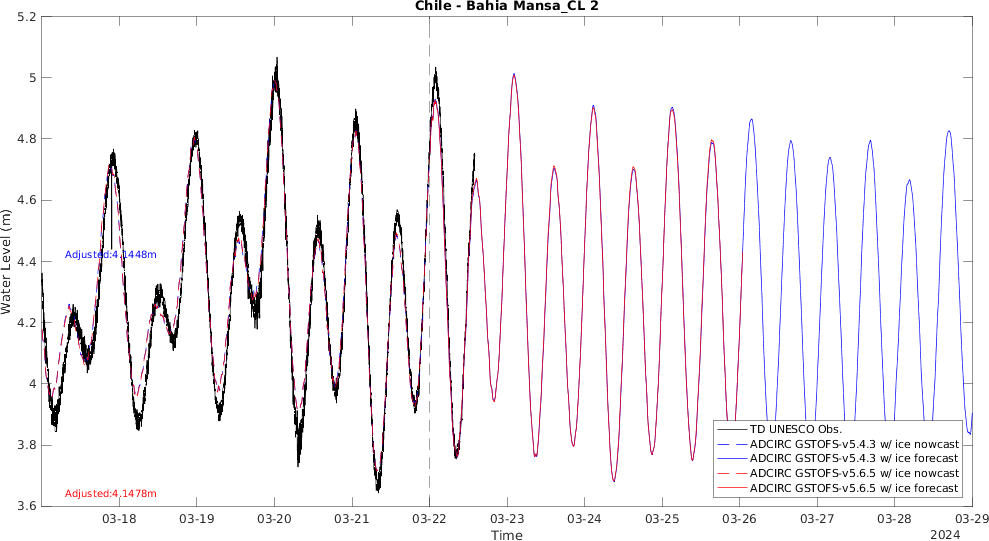 Chile - Bahia Mansa_CL 2
5.2
5
4.8
4.6
4.4
4.2
4
3.8
3.6
Water Level (m)
Adjusted:4.1448m
Adjusted:4.1478m
TD UNESCO Obs.
ADCIRC GSTOFS-v5.4.3 w/ ice nowcast
ADCIRC GSTOFS-v5.4.3 w/ ice forecast
ADCIRC GSTOFS-v5.6.5 w/ ice nowcast
ADCIRC GSTOFS-v5.6.5 w/ ice forecast
03-18 03-19 03-20 03-21 03-22 03-23 03-24 03-25 03-26 03-27 03-28 03-29
Time
2024